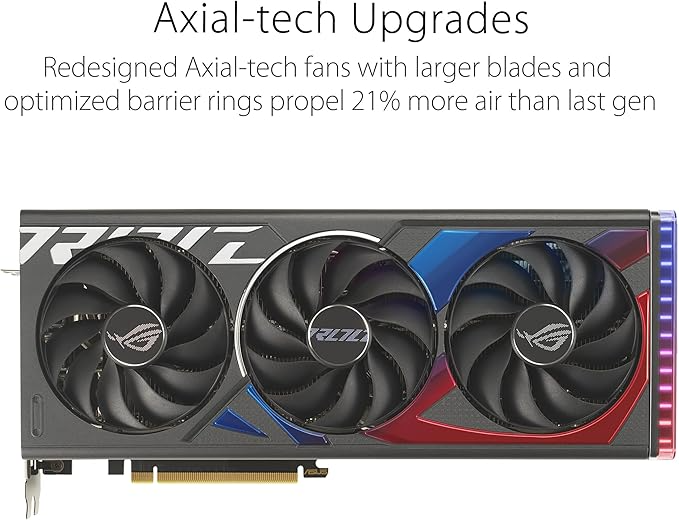 Axial-tech Upgrades
Redesigned Axial-tech fans with larger blades and
optimized barrier rings propel 21% more air than last gen
ASUS